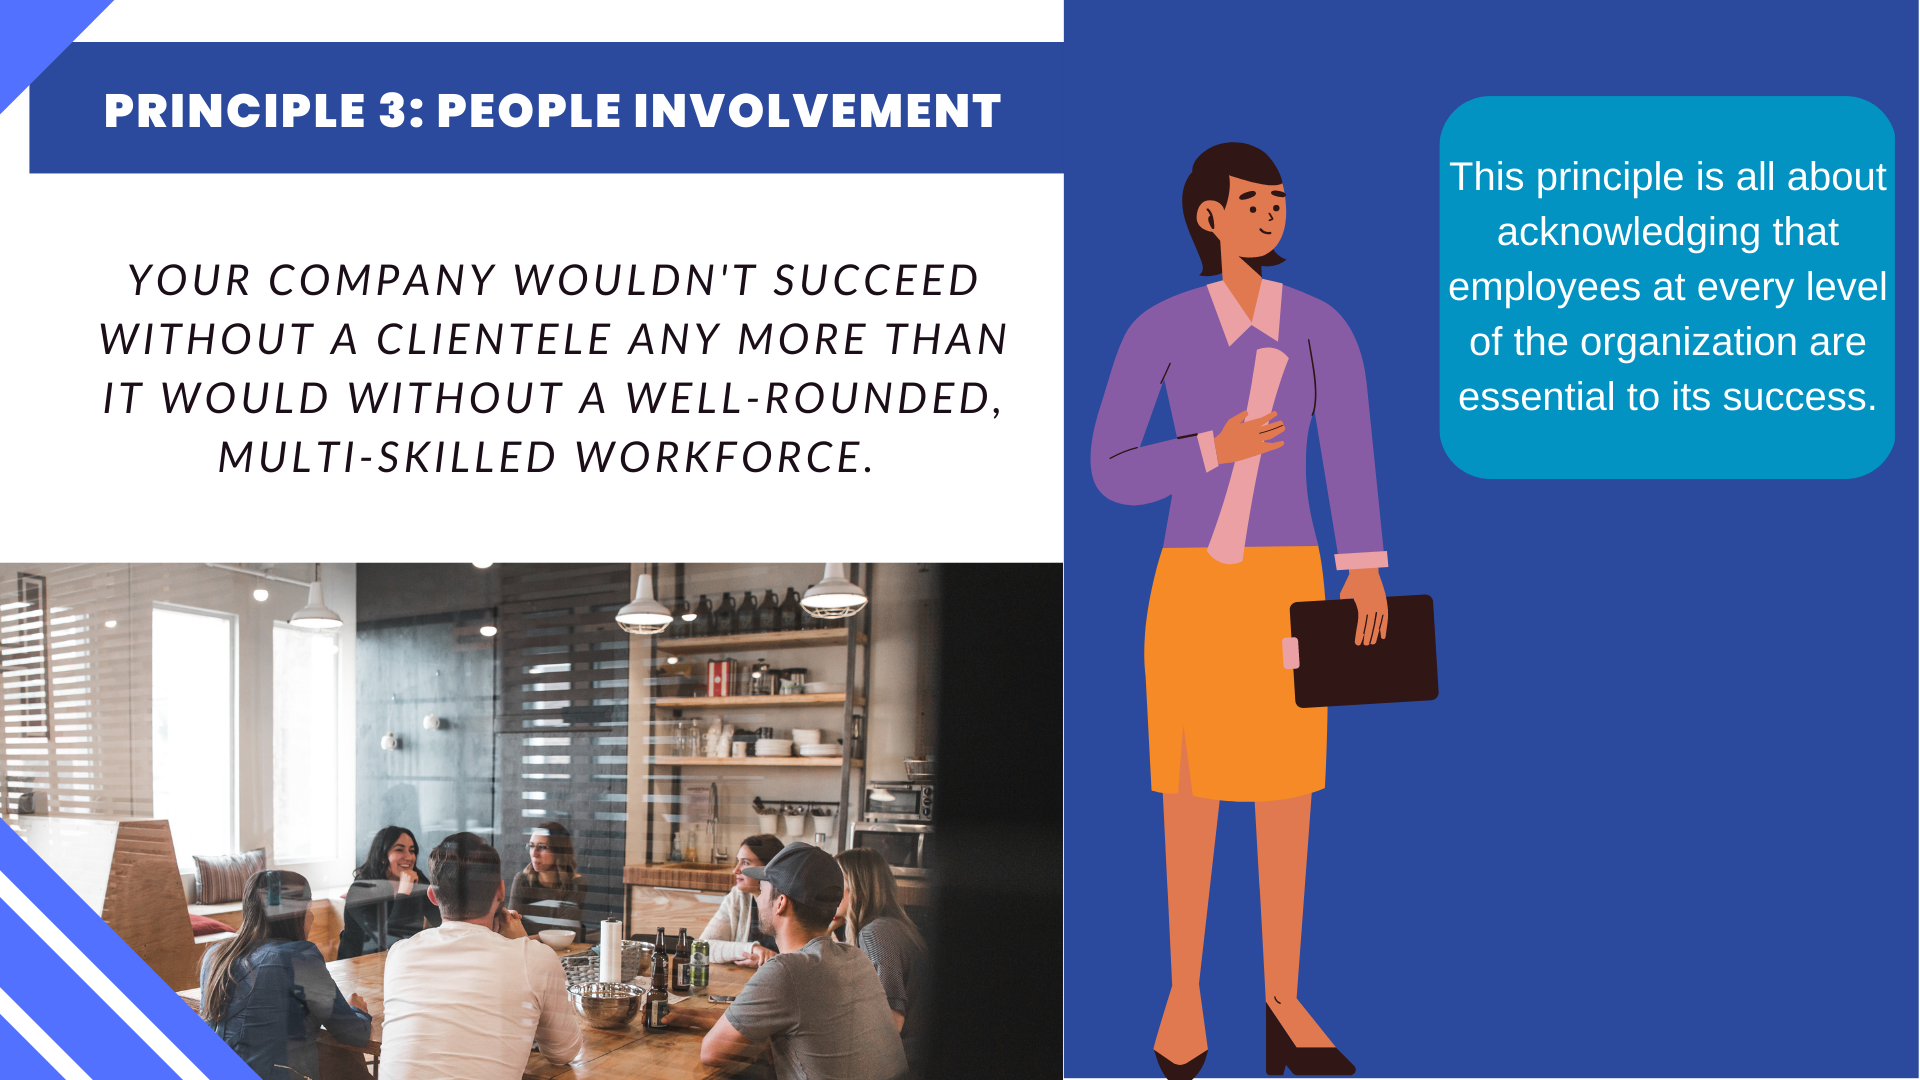 PRINCIPLE 3: PEOPLE INVOLVEMENT
YOUR COMPANY WOULDN'T SUCCEED
WITHOUT A CLIENTELE ANY MORE THAN
IT WOULD WITHOUT A WELL-ROUNDED,
MULTI-SKILLED WORKFORCE.
This principle is all about
acknowledging that
employees at every level
of the organization are
essential to its success.